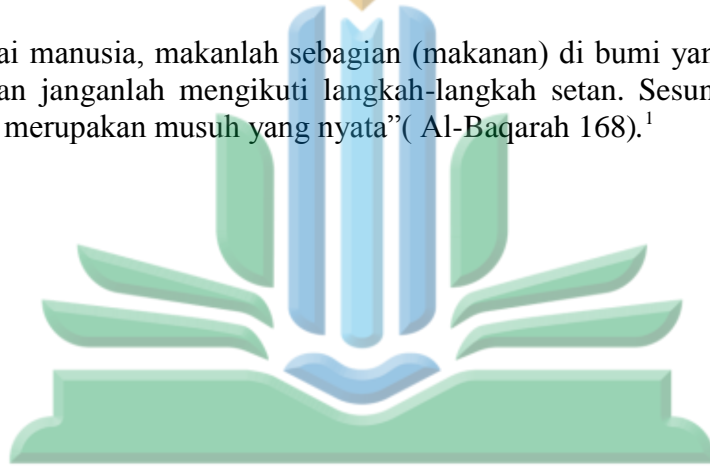 ai manusia, makanlah sebagian (makanan) di bumi yan
an janganlah mengikuti langkah-langkah setan. Sesun
merupakan musuh yang nyata”( Al-Baqarah 168).1